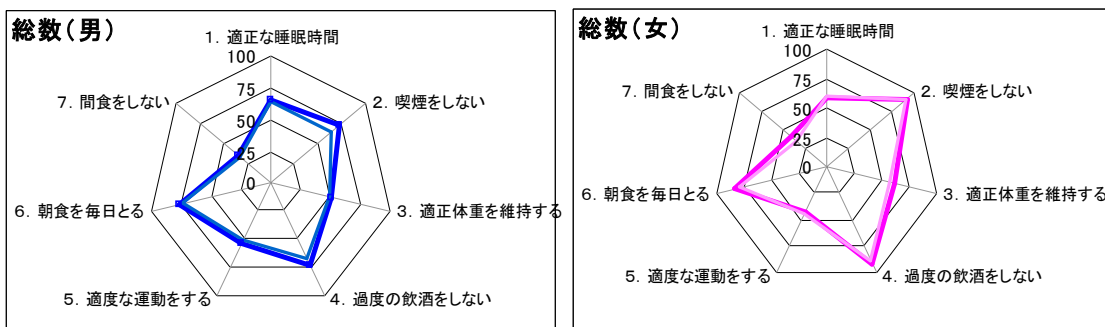 総数(男)
1．適正な睡眠時間
100
75
50
25
0
2．喫煙をしない
3．適正体重を維持する
4．過度の飲酒をしない
5．適度な運動をする
6．朝食を毎日とる
7．間食をしない
総数(女)
1．適正な睡眠時間
100
75
50
25
0
2．喫煙をしない
3．適正体重を維持する
4．過度の飲酒をしない
5．適度な運動をする
6．朝食を毎日とる
7．間食をしない